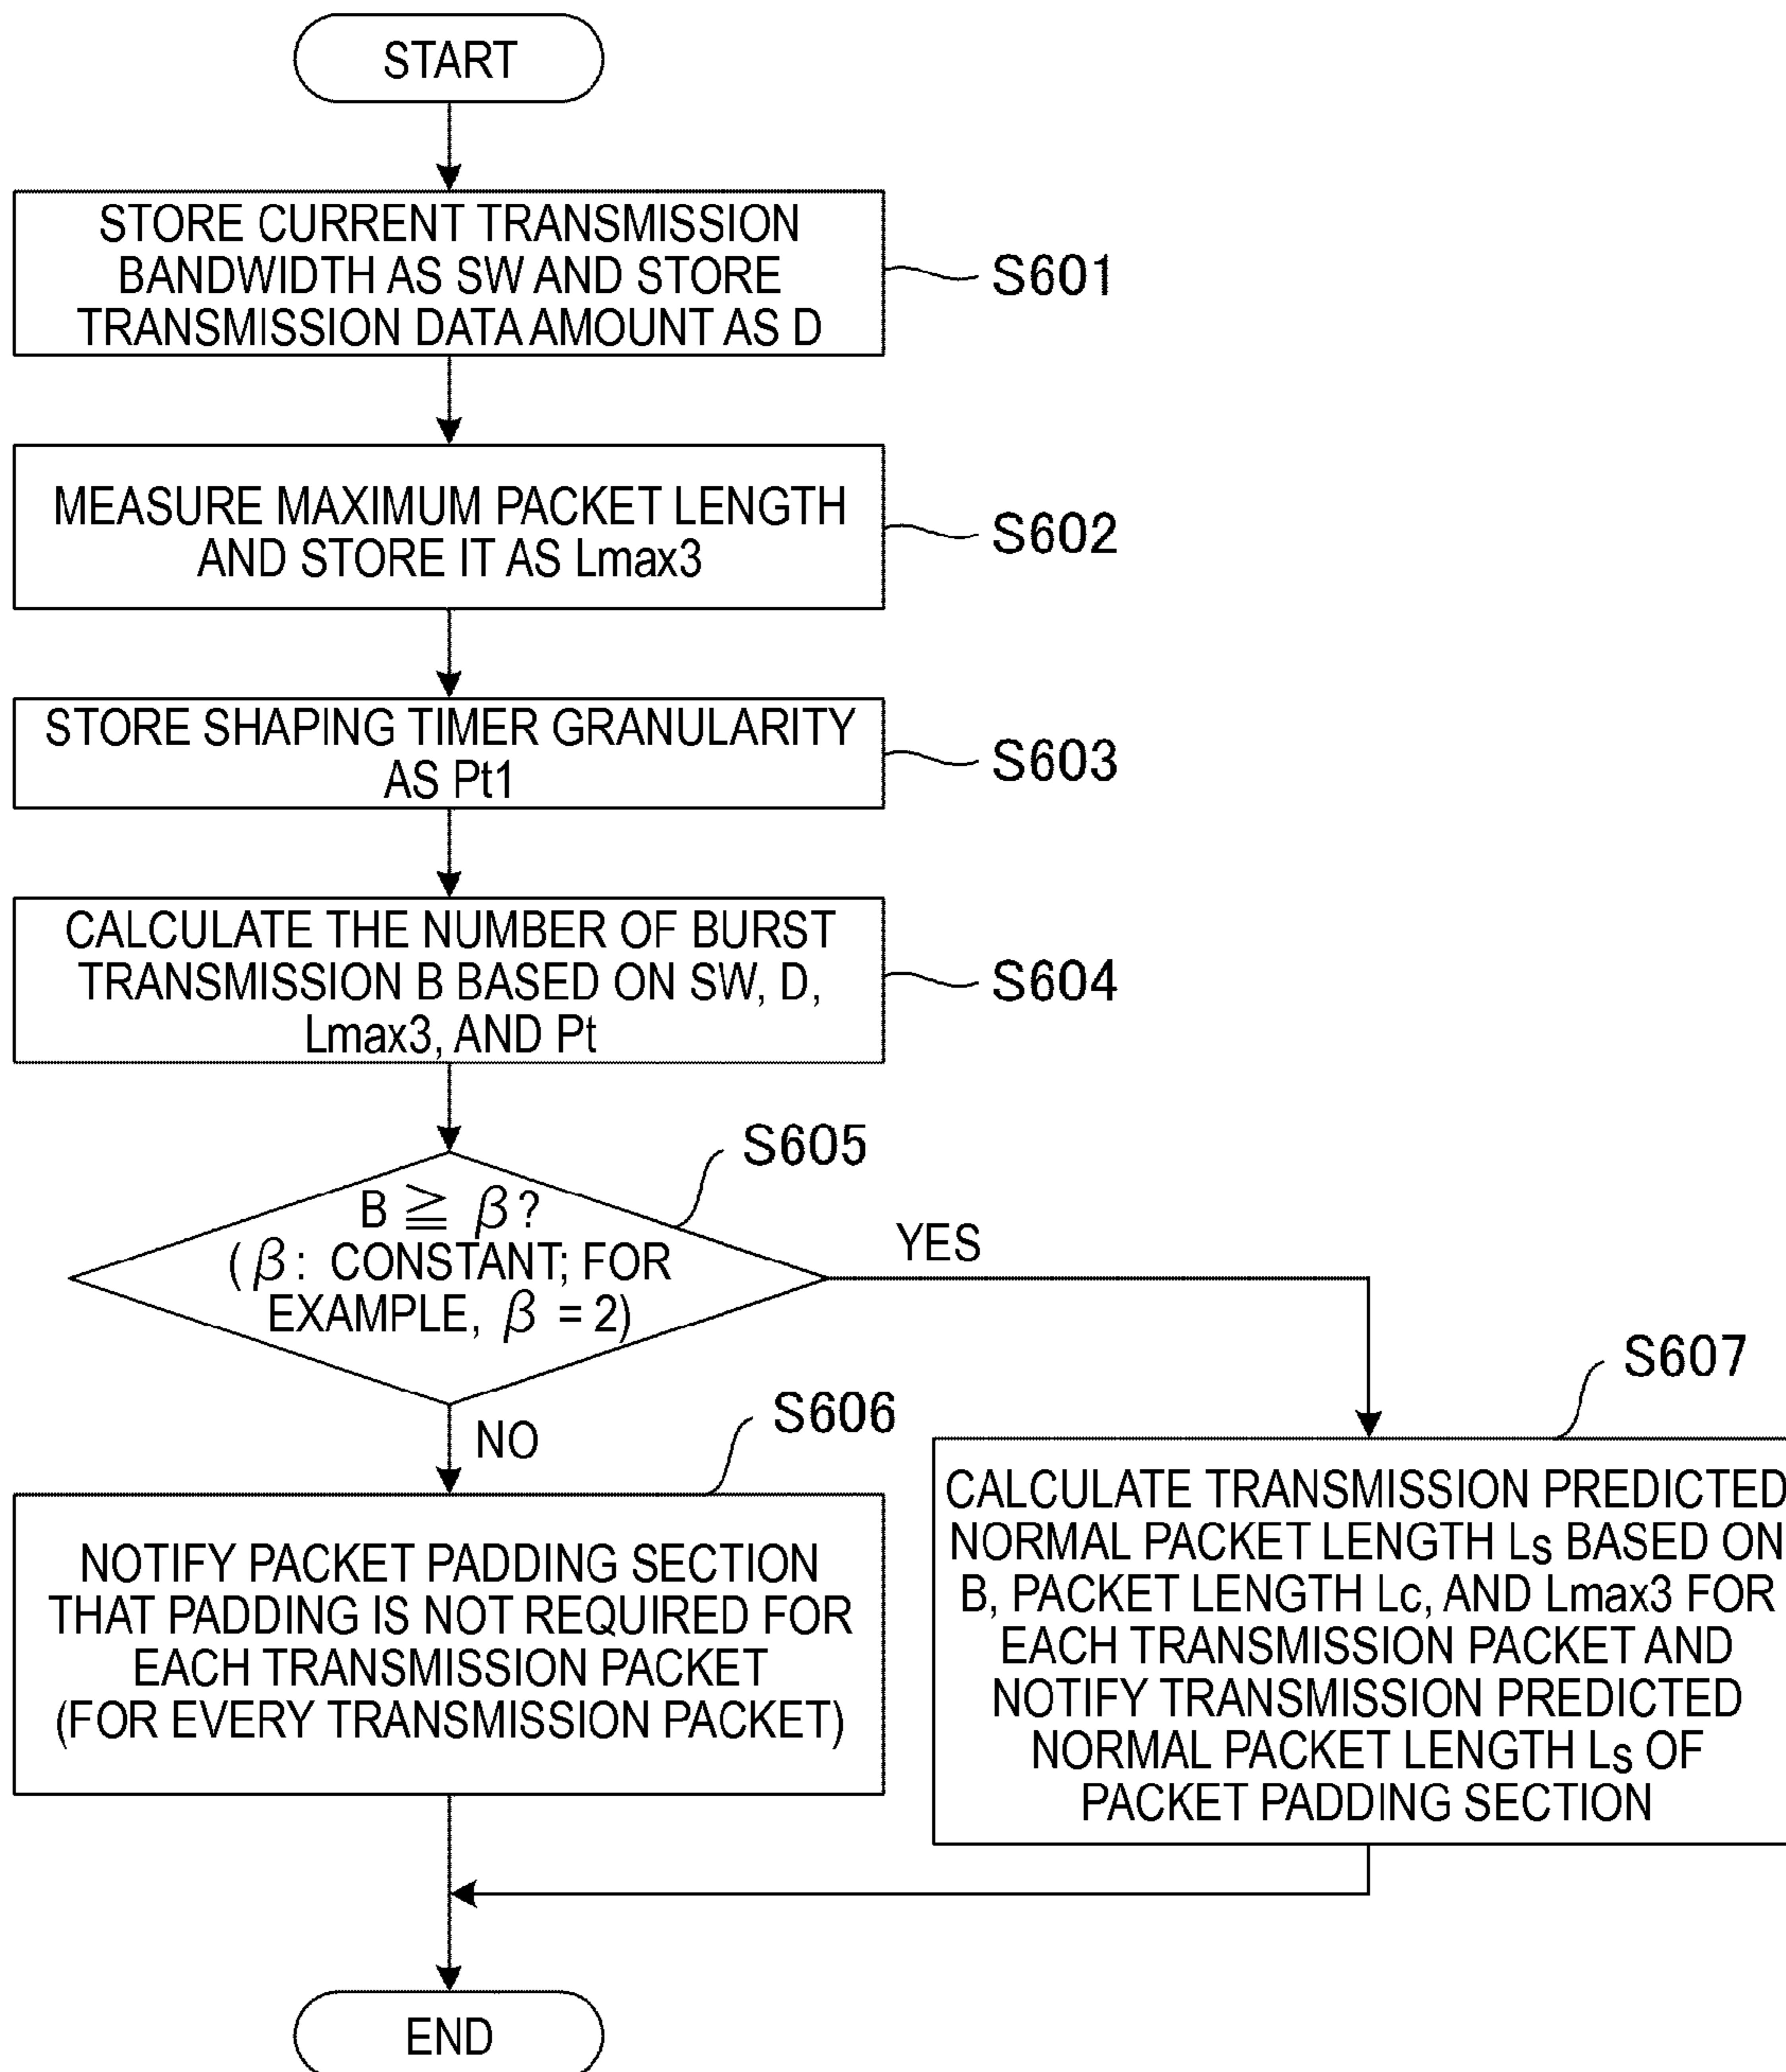 START
STORE CURRENT TRANSMISSION
BANDWIDTH AS SW AND STORE
TRANSMISSION DATA AMOUNT AS D
S601
MEASURE MAXIMUM PACKET LENGTH
AND STORE IT AS Lmax3
S602
STORE SHAPING TIMER GRANULARITY
AS Pt1
S603
CALCULATE THE NUMBER OF BURST
TRANSMISSION B BASED ON SW, D,
Lmax3, AND Pt
S604
S605
B ≧ β?
(β: CONSTANT; FOR
EXAMPLE, β = 2)
YES
NO
S606
NOTIFY PACKET PADDING SECTION
THAT PADDING IS NOT REQUIRED FOR
EACH TRANSMISSION PACKET
(FOR EVERY TRANSMISSION PACKET)
S607
CALCULATE TRANSMISSION PREDICTED
NORMAL PACKET LENGTH Ls BASED ON
B, PACKET LENGTH Lc, AND Lmax3 FOR
EACH TRANSMISSION PACKET AND
NOTIFY TRANSMISSION PREDICTED
NORMAL PACKET LENGTH Ls OF
PACKET PADDING SECTION
END